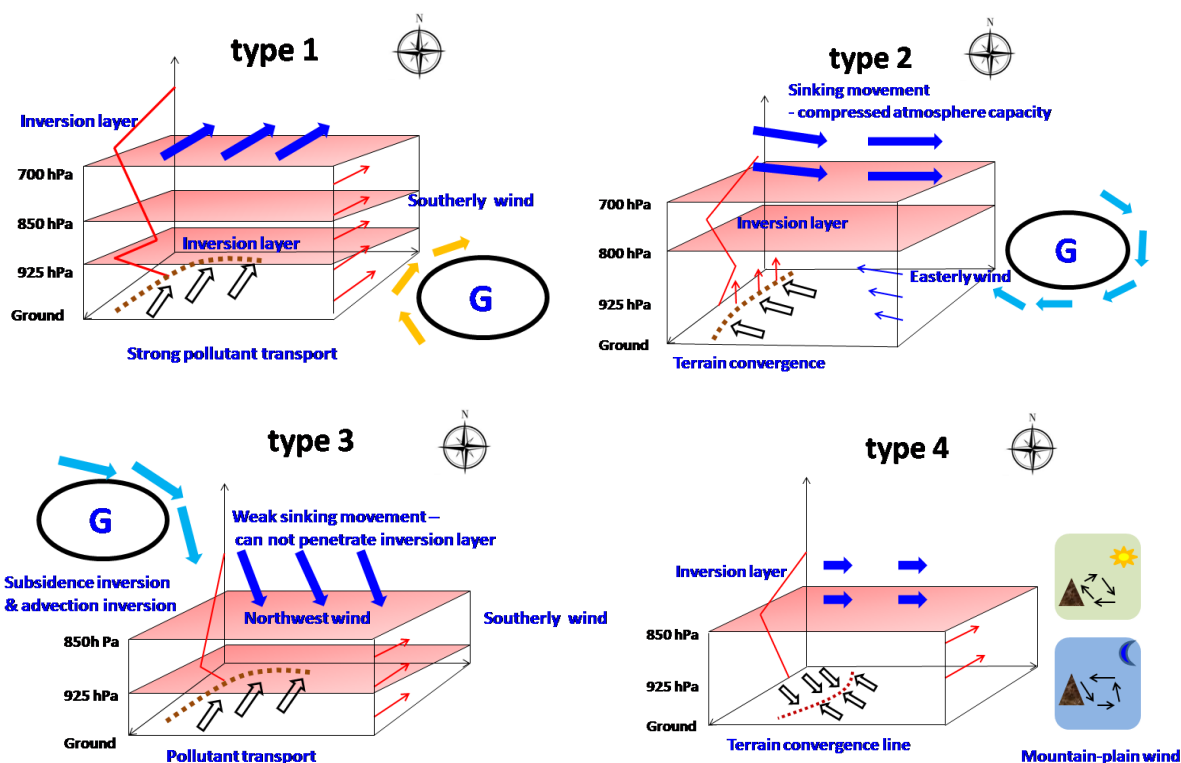 type 1
N
Inversion layer
700 hPa
850 hPa
Southerly wind
Inversion layer
925 hPa
G
Ground
Strong pollutant transport
type 2
N
Sinking movement
- compressed atmosphere capacity
700 hPa
Inversion layer
800 hPa
G
Easterly wind
925 hPa
Ground
Terrain convergence
type 3
N
G
Weak sinking movement –
can not penetrate inversion layer
Subsidence inversion
& advection inversion
Northwest wind
Southerly wind
850h Pa
925 hPa
Ground
Pollutant transport
type 4
N
Inversion layer
850 hPa
925 hPa
Ground
Terrain convergence line
Mountain-plain wind